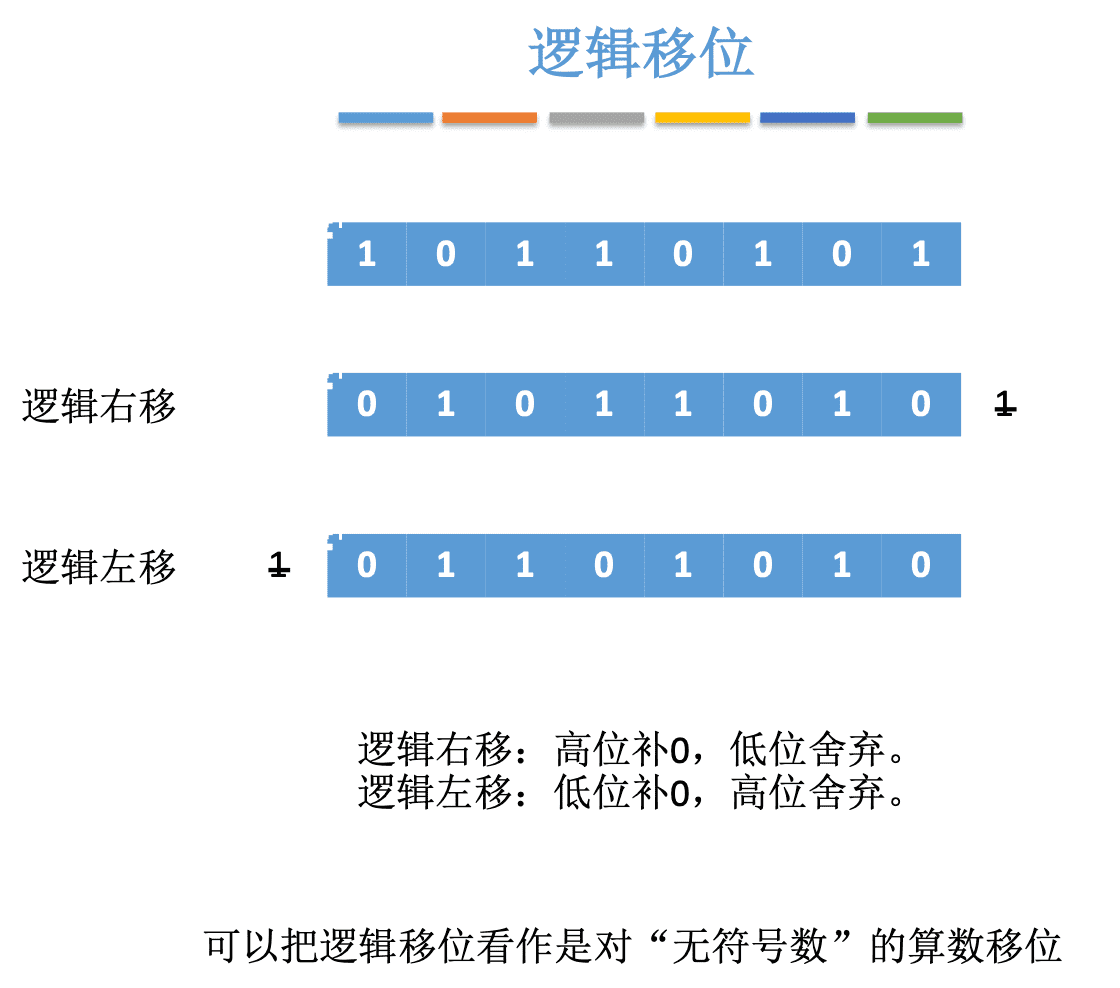 逻辑移位
1 0 1 1 0 1 0 1
逻辑右移 0 1 0 1 1 0 1 0 1
逻辑左移 1 0 1 1 0 1 0 1 0
逻辑右移：高位补0，低位舍弃。
逻辑左移：低位补0，高位舍弃。
可以把逻辑移位看作是对“无符号数”的算数移位